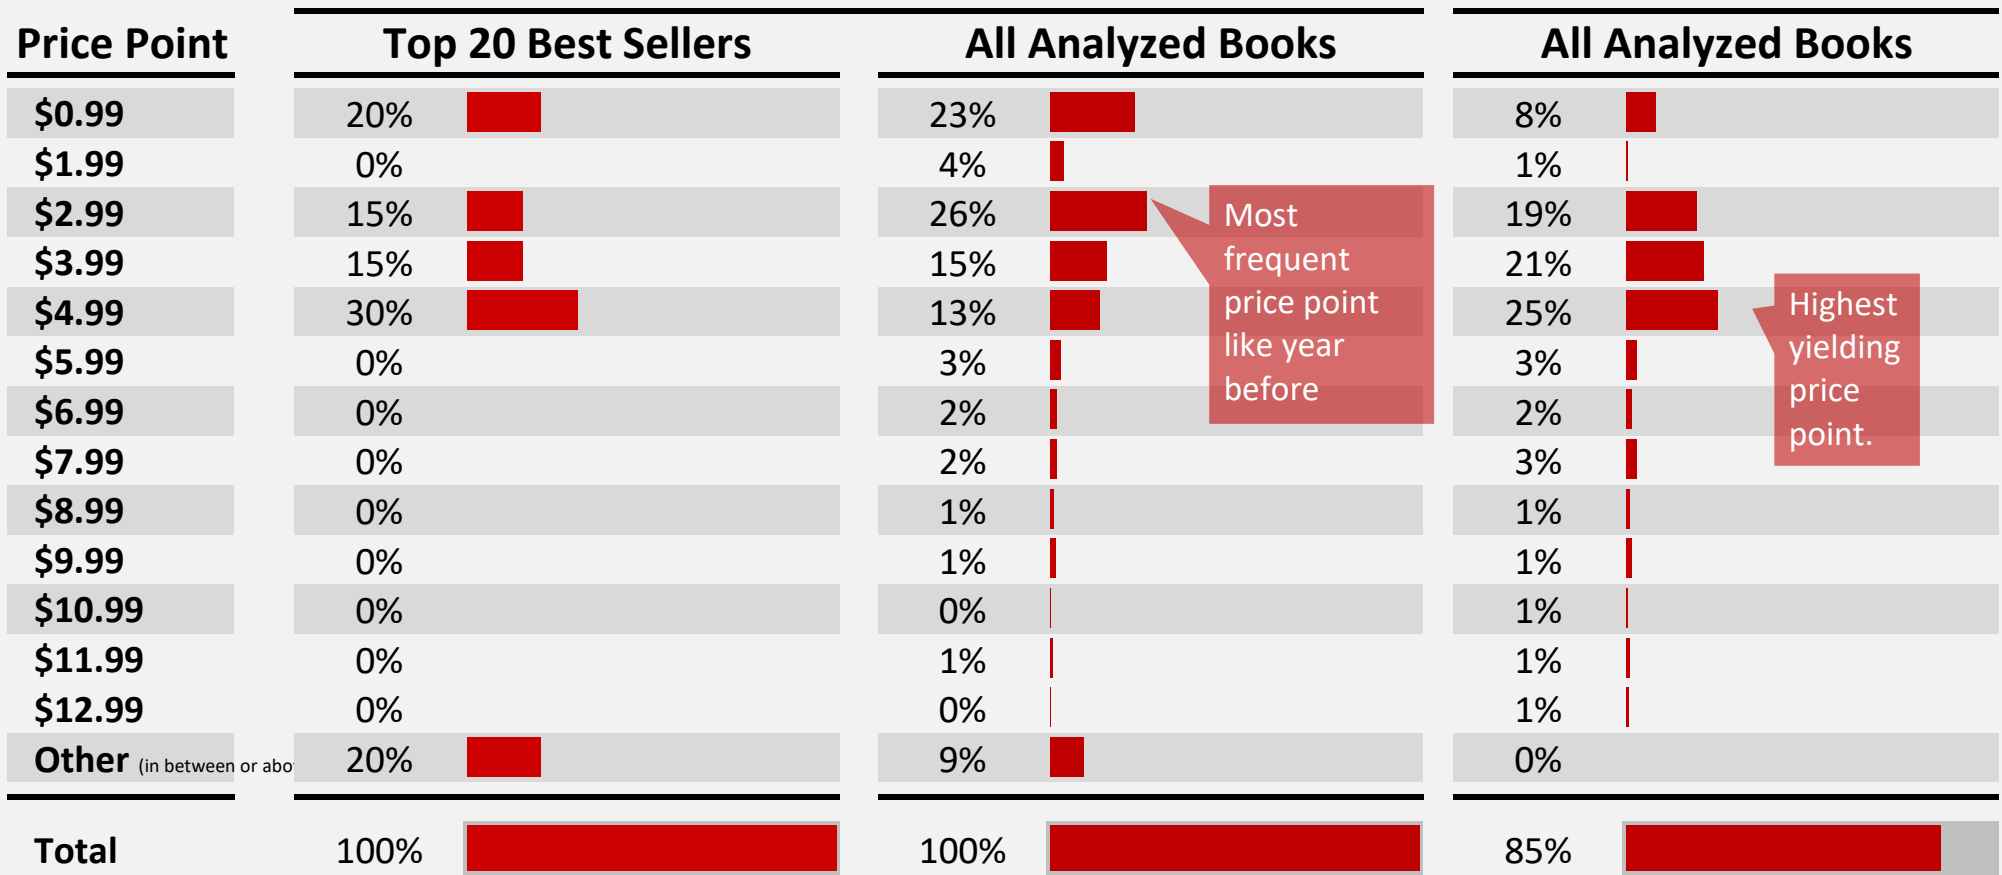 Price Point Top 20 Best Sellers All Analyzed Books All Analyzed Books
$0.99 20% 23% 8%
$1.99 0% 4% 1%
$2.99 15% 26% 19%
$3.99 15% 15% 21%
$4.99 30% 13% 25%
$5.99 0% 3% 3%
$6.99 0% 2% 2%
$7.99 0% 2% 3%
$8.99 0% 1% 1%
$9.99 0% 1% 1%
$10.99 0% 0% 1%
$11.99 0% 1% 1%
$12.99 0% 0% 1%
Other (in between or abo 20% 9% 0%
Total 100% 100% 85%
Most
frequent
price point
like year
before
Highest
yielding
price
point.